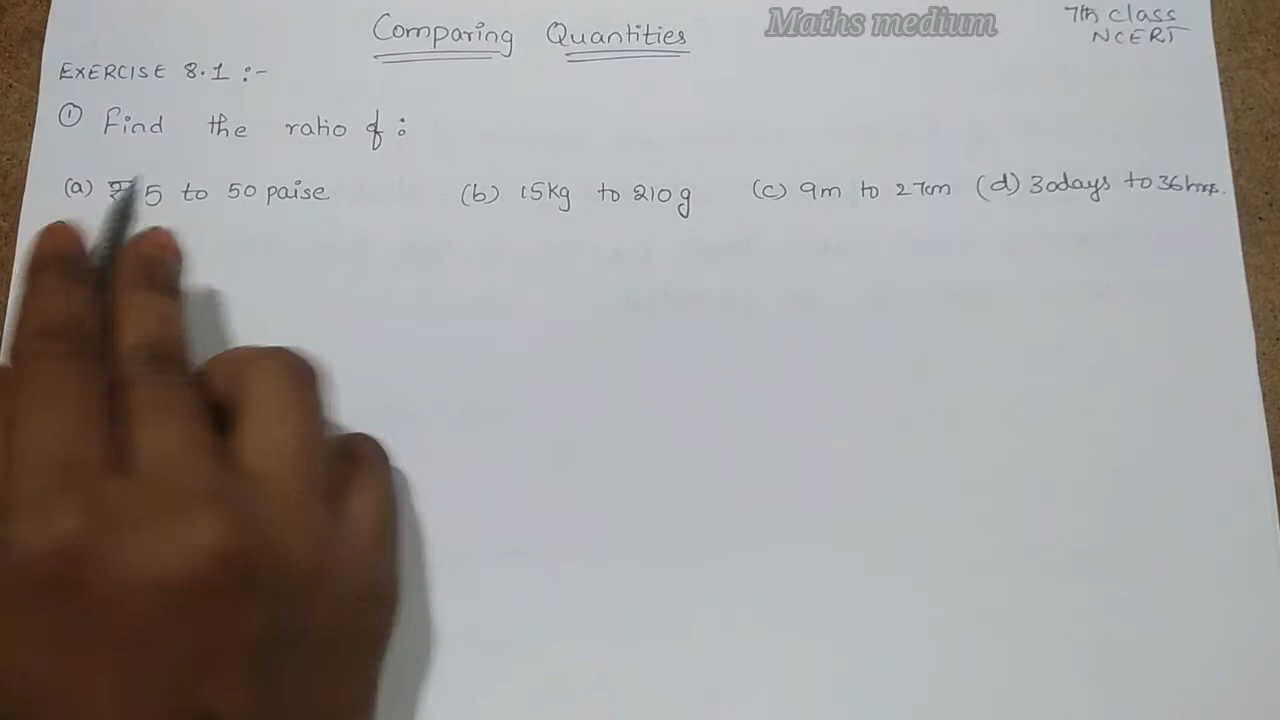 Comparing Quantities
Maths medium
7th class
NCERT
EXERCISE 8.1 :-
① Find the ratio of :
(a) ₹ 5 to 50 paise (b) 15kg to 210g (c) 9m to 27cm (d) 30days to 36hrs.